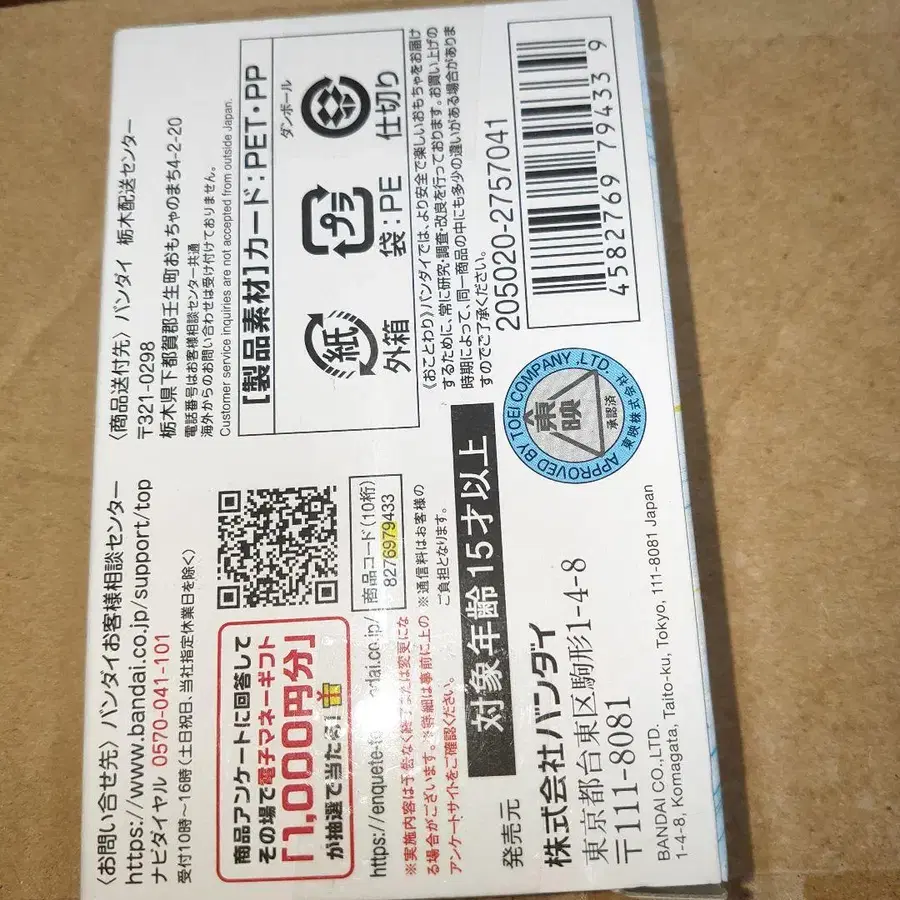 〈お問い合せ先〉バンダイお客様相談センター
https://www.bandai.co.jp/support/top
ナビダイヤル 0570-041-101
受付10時〜16時(土日祝日、当社指定休業日を除く)
〈商品送付先〉バンダイ 栃木配送センター
〒321-0298
栃木県下都賀郡壬生町おもちゃのまち4-2-20
電話番号はお客様相談センター共通
海外からのお問い合わせは受け付けておりません。
Customer service inquiries are not accepted from outside Japan.
商品アンケートに回答して
その場で電子マネーギフト
「1,000円分」
が抽選で当たる!
https://enquete-
.bandai.co.jp/
商品コード(10桁)
8276979433
※実施内容は予告なく終了または変更にな
る場合がございます。※詳細は事前に上の
アンケートサイトをご確認ください。
※通信料はお客様の
ご負担となります。
[製品素材]カード:PET・PP
紙
外箱
プラ
袋:PE
ダンボール
仕切り
《おことわり》バンダイでは、より安全で楽しいおもちゃをお届け
するために、常に研究・調査・改良を行っております。お買い上げの
時期によって、同一商品の中にも多少の違いがある場合がありま
すのでご了承ください。
対象年齢15才以上
205020-2757041
4582769794339
発売元
株式会社バンダイ
東京都台東区駒形1-4-8
〒111-8081
BANDAI CO.,LTD.
1-4-8, Komagata, Taito-ku, Tokyo, 111-8081 Japan
APPROVED BY TOEI COMPANY ,LTD.
東映
承認済
東映株式会社